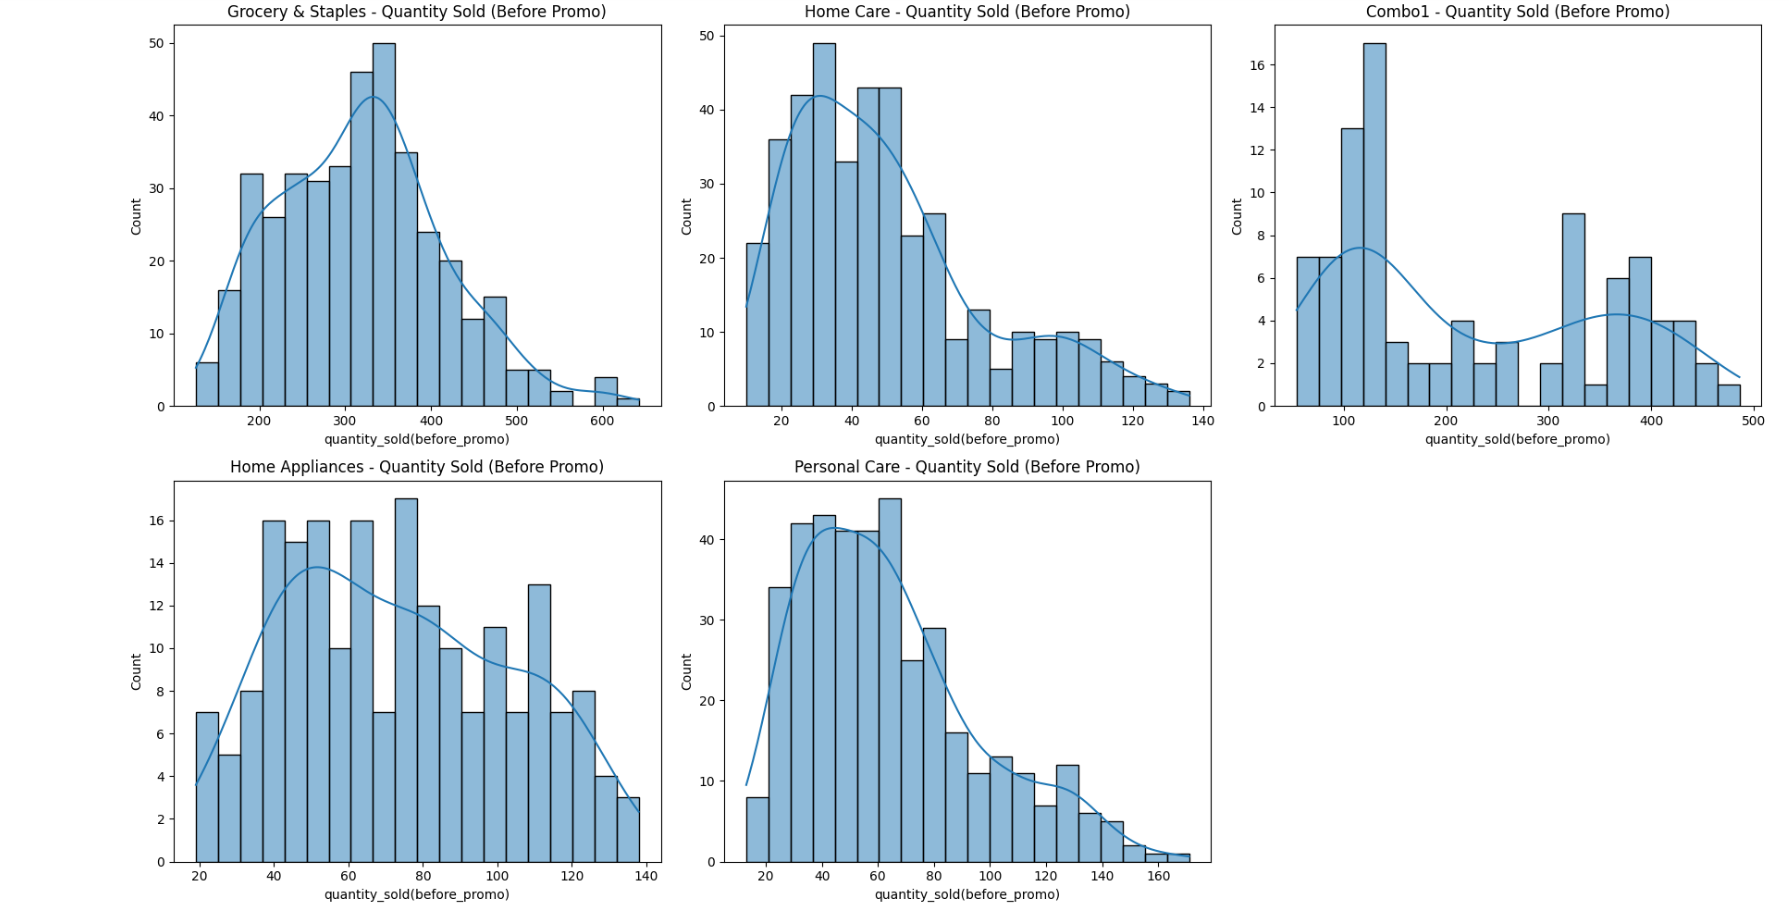 Grocery & Staples - Quantity Sold (Before Promo)
50
40
30
20
10
0
Count
200 300 400 500 600
quantity_sold(before_promo)
Home Care - Quantity Sold (Before Promo)
50
40
30
20
10
0
Count
20 40 60 80 100 120 140
quantity_sold(before_promo)
Combo1 - Quantity Sold (Before Promo)
16
14
12
10
8
6
4
2
0
Count
100 200 300 400 500
quantity_sold(before_promo)
Home Appliances - Quantity Sold (Before Promo)
16
14
12
10
8
6
4
2
0
Count
20 40 60 80 100 120 140
quantity_sold(before_promo)
Personal Care - Quantity Sold (Before Promo)
40
30
20
10
0
Count
20 40 60 80 100 120 140 160
quantity_sold(before_promo)